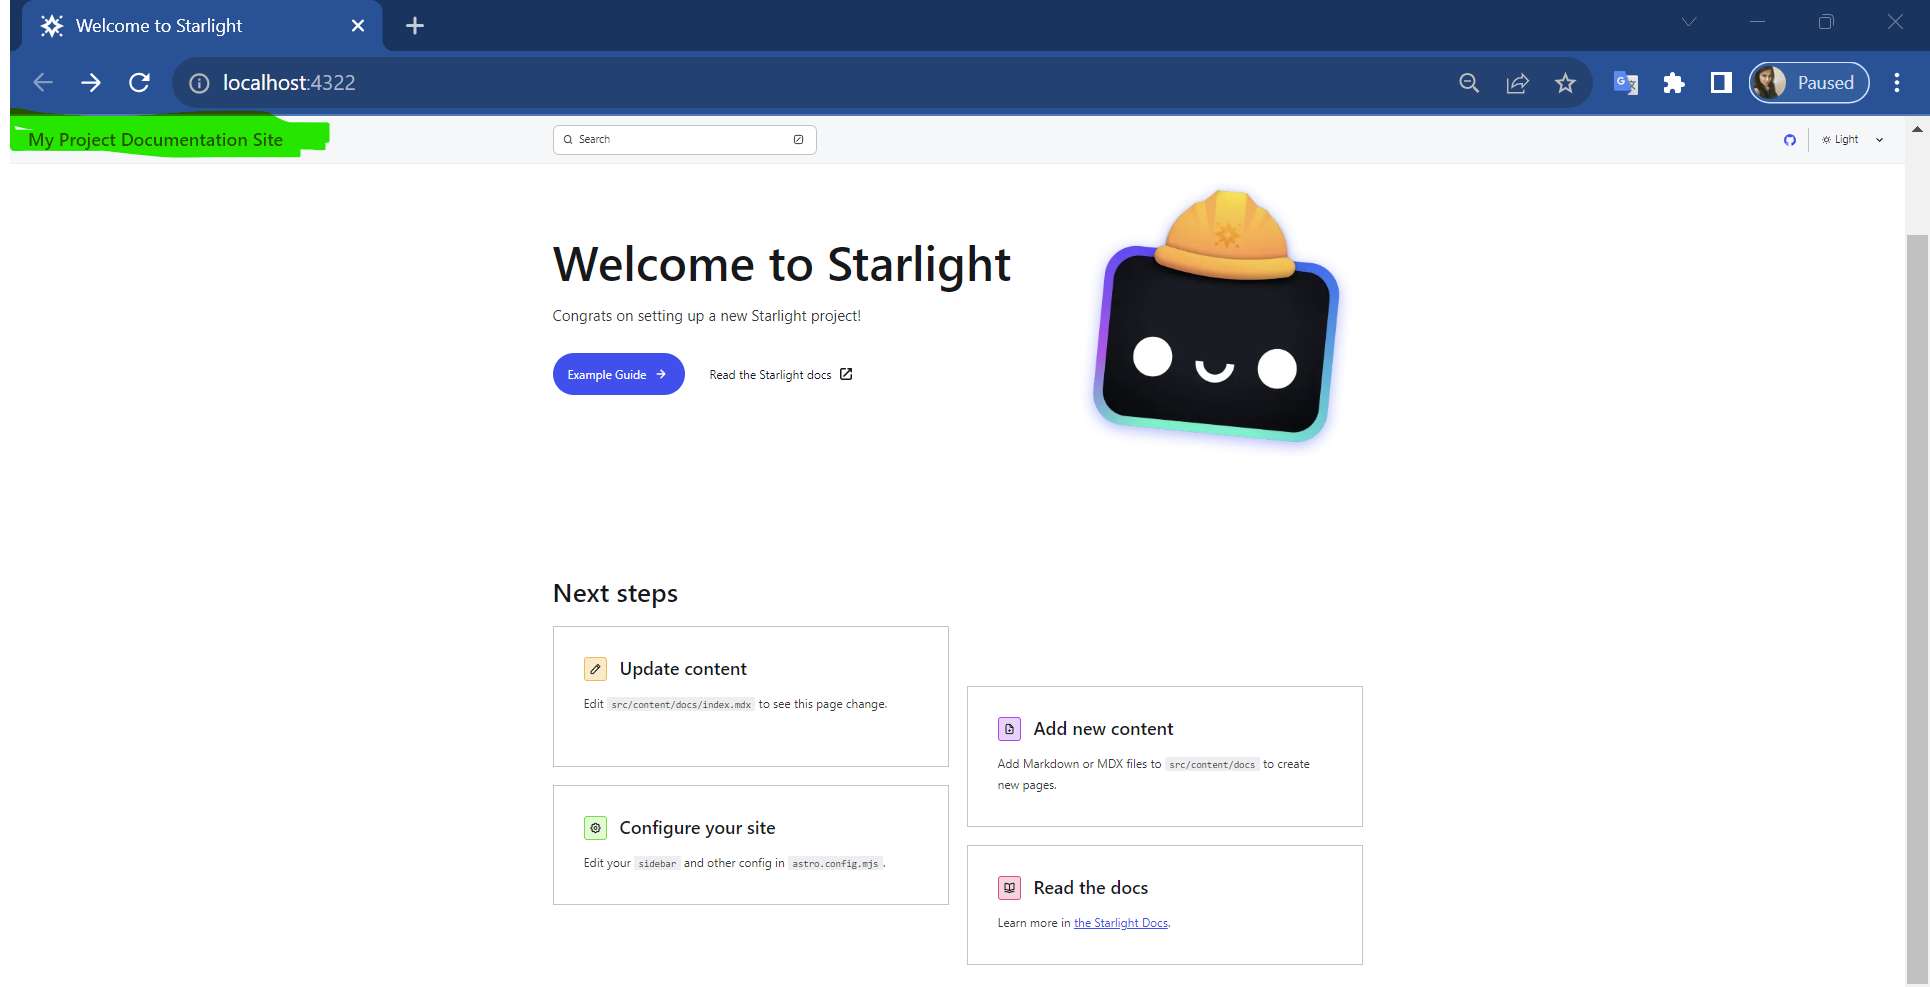 Welcome to Starlight
localhost:4322
Paused
My Project Documentation Site
Search
Light
Welcome to Starlight
Congrats on setting up a new Starlight project!
Example Guide
Read the Starlight docs
Next steps
Update content
Edit src/content/docs/index.mdx to see this page change.
Add new content
Add Markdown or MDX files to src/content/docs to create
new pages.
Configure your site
Edit your sidebar and other config in astro.config.mjs.
Read the docs
Learn more in the Starlight Docs.